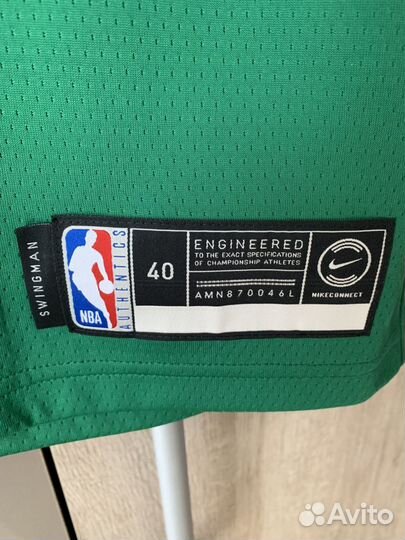 SWINGMAN
NBA
AUTHENTICS
40
ENGINEERED
TO THE EXACT SPECIFICATIONS
OF CHAMPIONSHIP ATHLETES
AMN870046L
NIKECONNECT
Avito